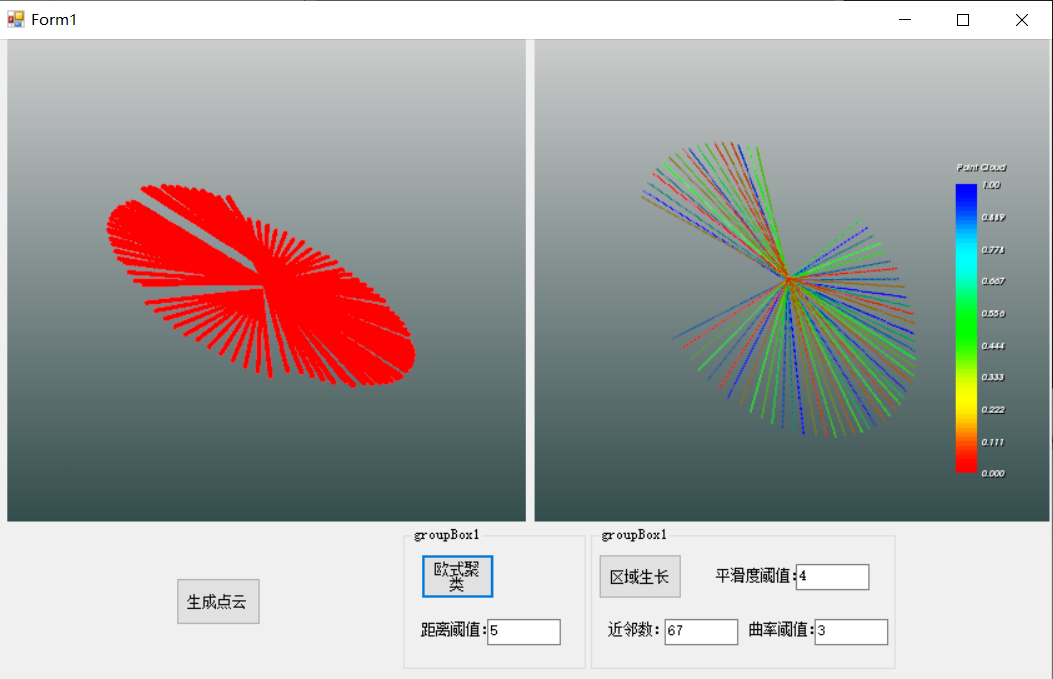 Form1
Point Cloud
1.00
0.889
0.773
0.667
0.556
0.444
0.333
0.222
0.111
0.000
生成点云
groupBox1
欧式聚
类
距离阈值:5
groupBox1
区域生长
平滑度阈值:4
近邻数: 67
曲率阈值:3